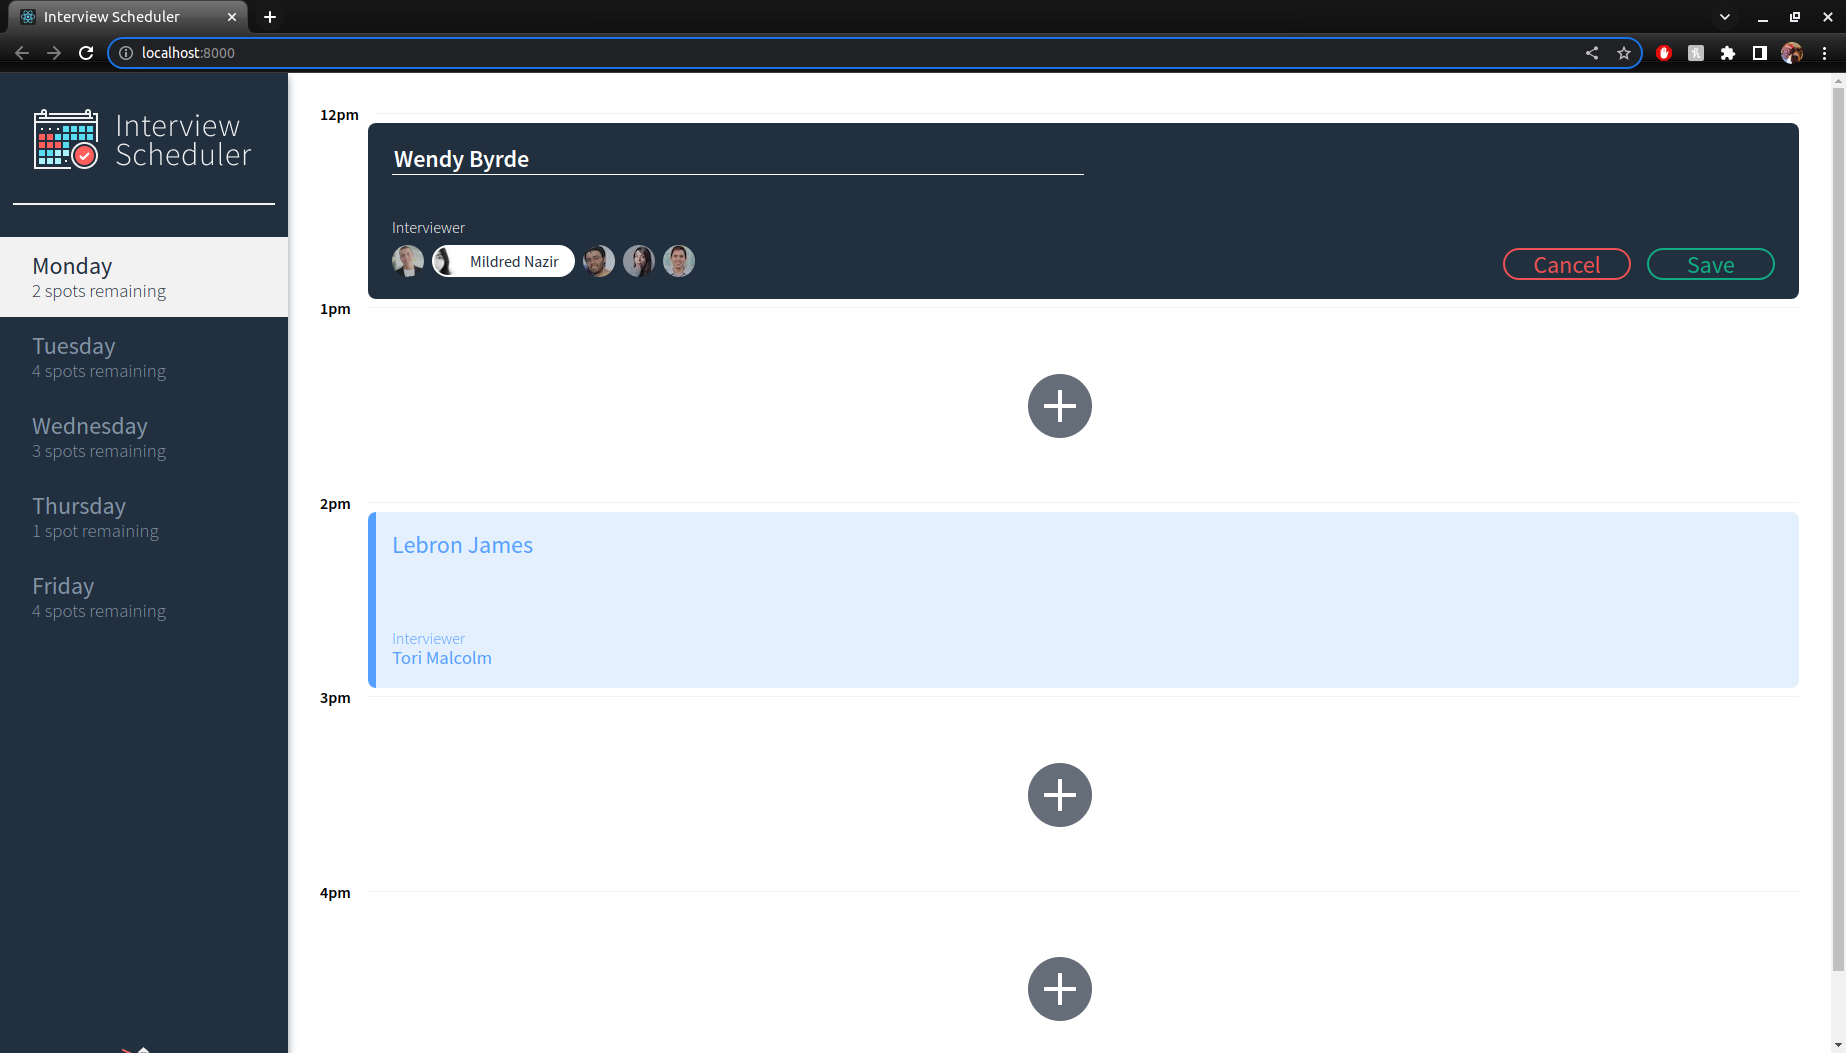 Interview Scheduler
localhost:8000
Interview
Scheduler
Monday
2 spots remaining
Tuesday
4 spots remaining
Wednesday
3 spots remaining
Thursday
1 spot remaining
Friday
4 spots remaining
12pm
Wendy Byrde
Interviewer
Mildred Nazir
Cancel
Save
1pm
2pm
Lebron James
Interviewer
Tori Malcolm
3pm
4pm